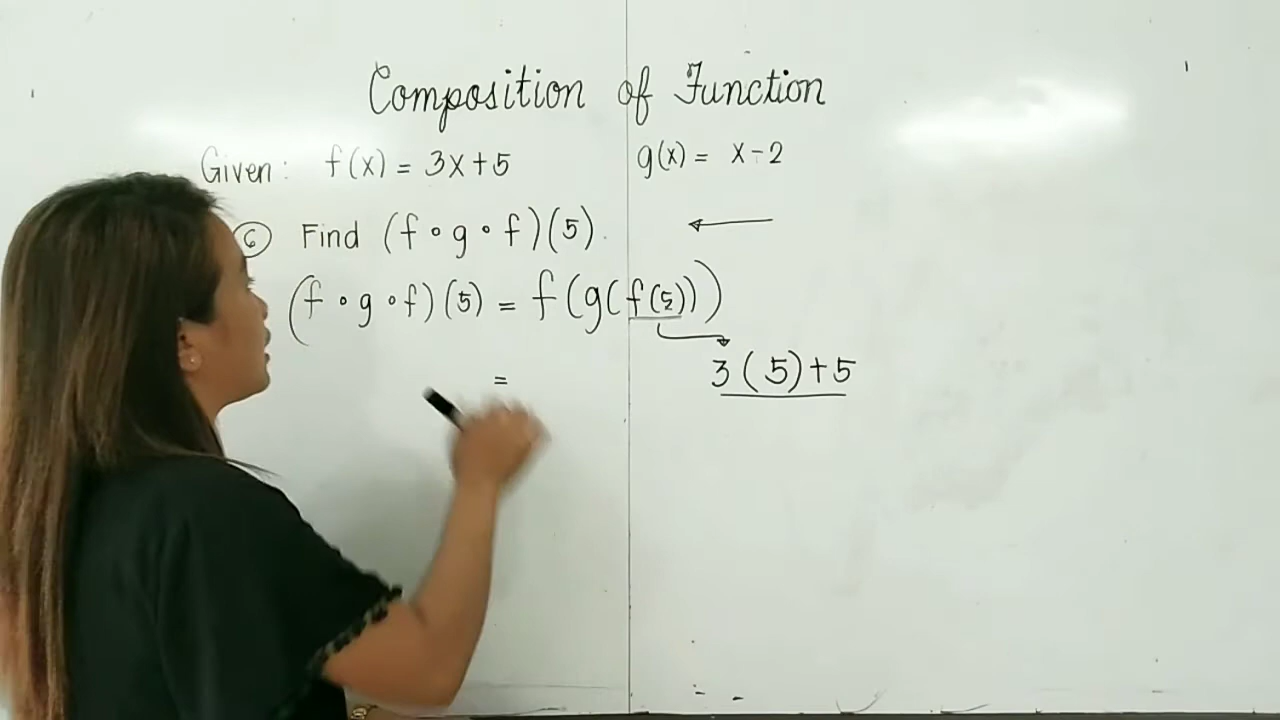 Composition of Function
Given: f(x) = 3x+5 g(x) = x-2
6 Find (f∘g∘f)(5).
(f∘g∘f)(5) = f(g(f(5)))
= 3(5)+5